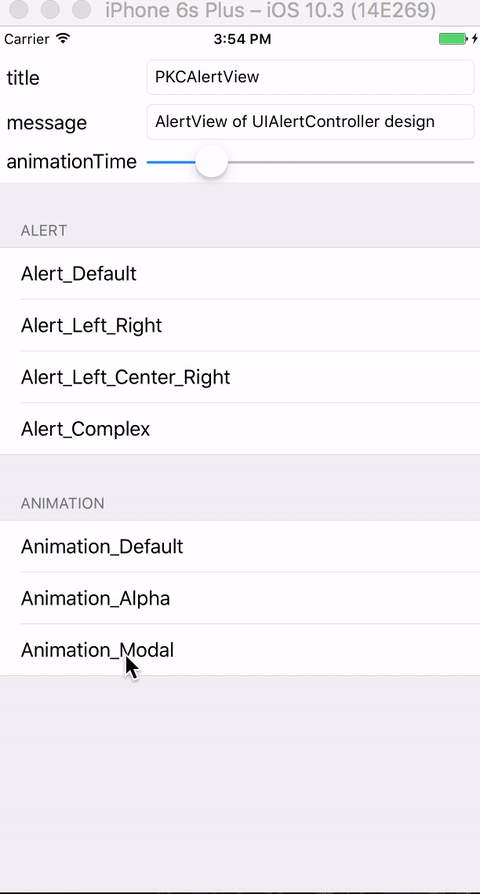 iPhone 6s Plus – iOS 10.3 (14E269)
Carrier 3:54 PM
title PKCAlertView
message AlertView of UIAlertController design
animationTime
ALERT
Alert_Default
Alert_Left_Right
Alert_Left_Center_Right
Alert_Complex
ANIMATION
Animation_Default
Animation_Alpha
Animation_Modal